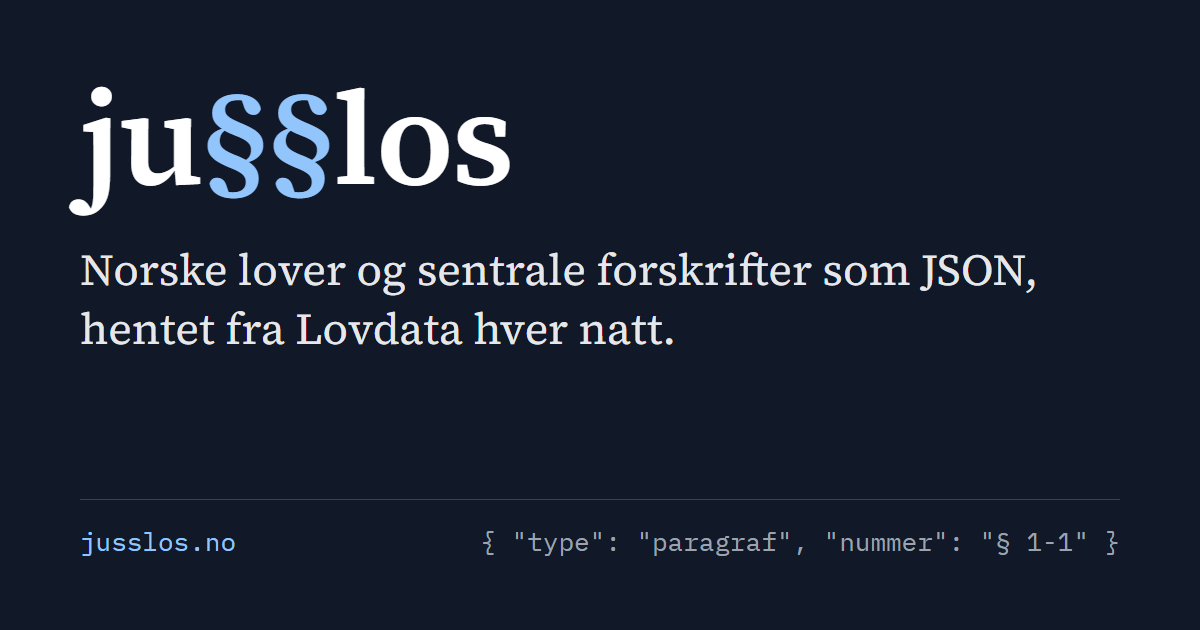 ju§§los
Norske lover og sentrale forskrifter som JSON,
hentet fra Lovdata hver natt.
jusslos.no
{ "type": "paragraf", "nummer": "§ 1-1" }